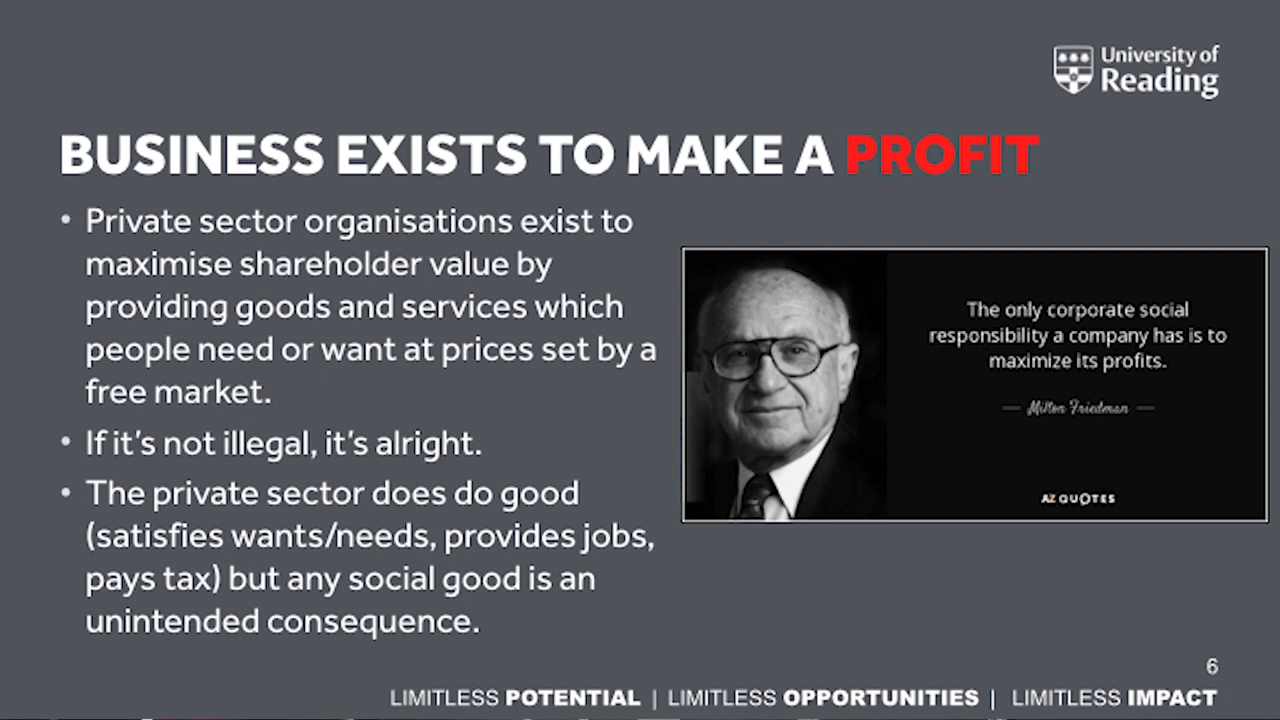 University of
Reading
BUSINESS EXISTS TO MAKE A PROFIT
• Private sector organisations exist to
maximise shareholder value by
providing goods and services which
people need or want at prices set by a
free market.
• If it's not illegal, it's alright.
• The private sector does do good
(satisfies wants/needs, provides jobs,
pays tax) but any social good is an
unintended consequence.
The only corporate social
responsibility a company has is to
maximize its profits.
— Milton Friedman —
AZ QUOTES
6
LIMITLESS POTENTIAL | LIMITLESS OPPORTUNITIES | LIMITLESS IMPACT